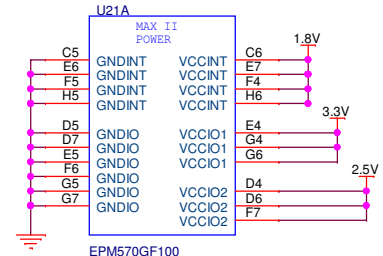 U21A
MAX II
POWER
1.8V
C5 GNDINT VCCINT C6
E6 GNDINT VCCINT E7
F5 GNDINT VCCINT F4
H5 GNDINT VCCINT H6
3.3V
D5 GNDIO VCCIO1 E4
D7 GNDIO VCCIO1 G4
E5 GNDIO VCCIO1 G6
F6 GNDIO
2.5V
G5 GNDIO VCCIO2 D4
G7 GNDIO VCCIO2 D6
VCCIO2 F7
EPM570GF100